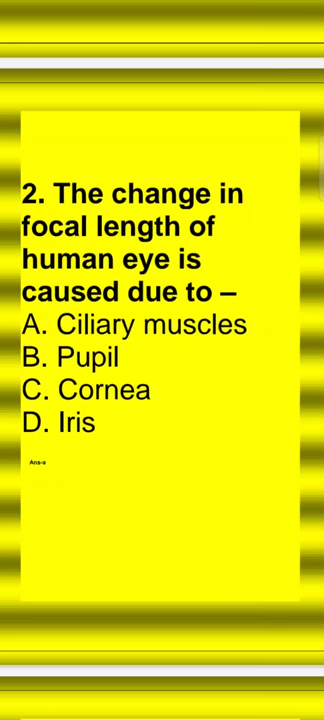 2. The change in
focal length of
human eye is
caused due to –
A. Ciliary muscles
B. Pupil
C. Cornea
D. Iris
Ans-a